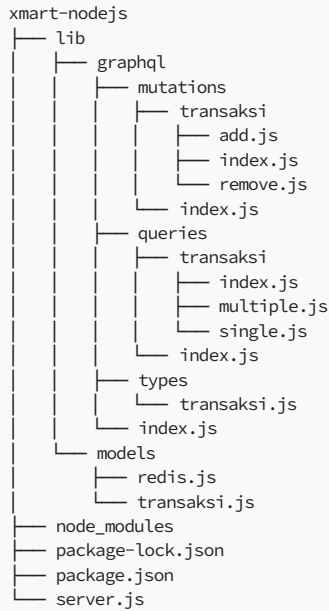 xmart-nodejs
├── lib
│   ├── graphql
│   │   ├── mutations
│   │   │   ├── transaksi
│   │   │   │   ├── add.js
│   │   │   │   ├── index.js
│   │   │   │   └── remove.js
│   │   │   └── index.js
│   │   ├── queries
│   │   │   ├── transaksi
│   │   │   │   ├── index.js
│   │   │   │   ├── multiple.js
│   │   │   │   └── single.js
│   │   │   └── index.js
│   │   ├── types
│   │   │   └── transaksi.js
│   │   └── index.js
│   └── models
│       ├── redis.js
│       └── transaksi.js
├── node_modules
├── package-lock.json
├── package.json
└── server.js